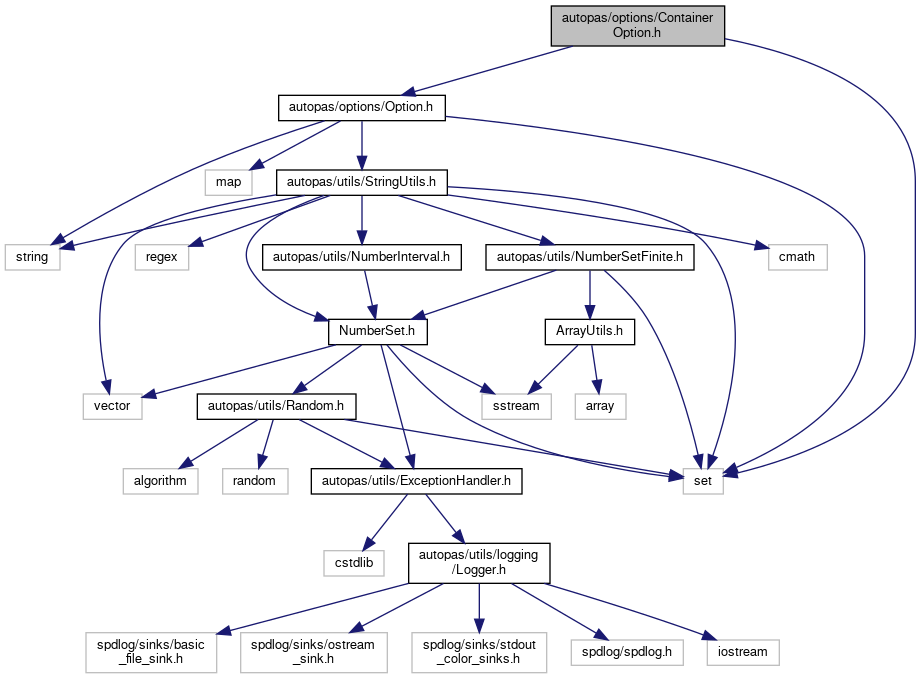 autopas/options/Container
Option.h
autopas/options/Option.h
map
autopas/utils/StringUtils.h
string
regex
autopas/utils/NumberInterval.h
autopas/utils/NumberSetFinite.h
cmath
NumberSet.h
ArrayUtils.h
vector
autopas/utils/Random.h
sstream
array
algorithm
random
autopas/utils/ExceptionHandler.h
set
cstdlib
autopas/utils/logging
/Logger.h
spdlog/sinks/basic
_file_sink.h
spdlog/sinks/ostream
_sink.h
spdlog/sinks/stdout
_color_sinks.h
spdlog/spdlog.h
iostream